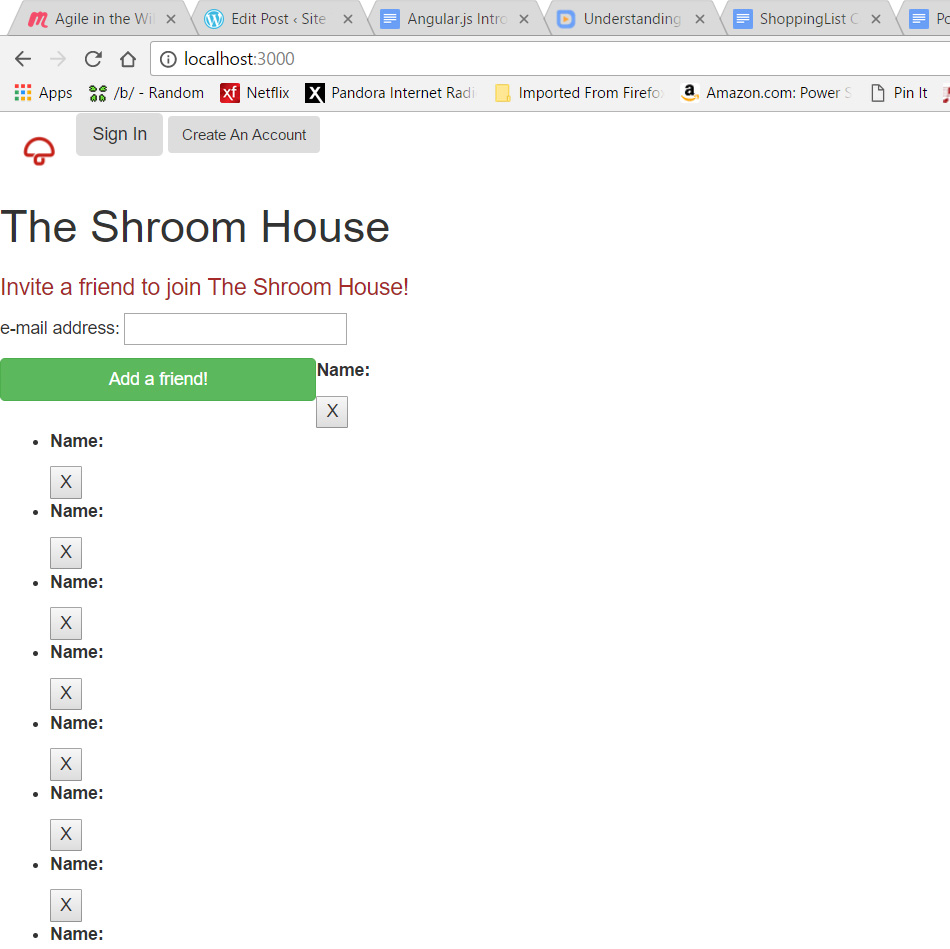 Agile in the Wil
Edit Post ‹ Site
Angular.js Intro
Understanding
ShoppingList C
Po
localhost:3000
Apps
/b/ - Random
Netflix
Pandora Internet Radi
Imported From Firefo
Amazon.com: Power S
Pin It
Sign In
Create An Account
The Shroom House
Invite a friend to join The Shroom House!
e-mail address:
Add a friend!
Name:
X
Name:
X
Name:
X
Name:
X
Name:
X
Name:
X
Name:
X
Name:
X
Name: